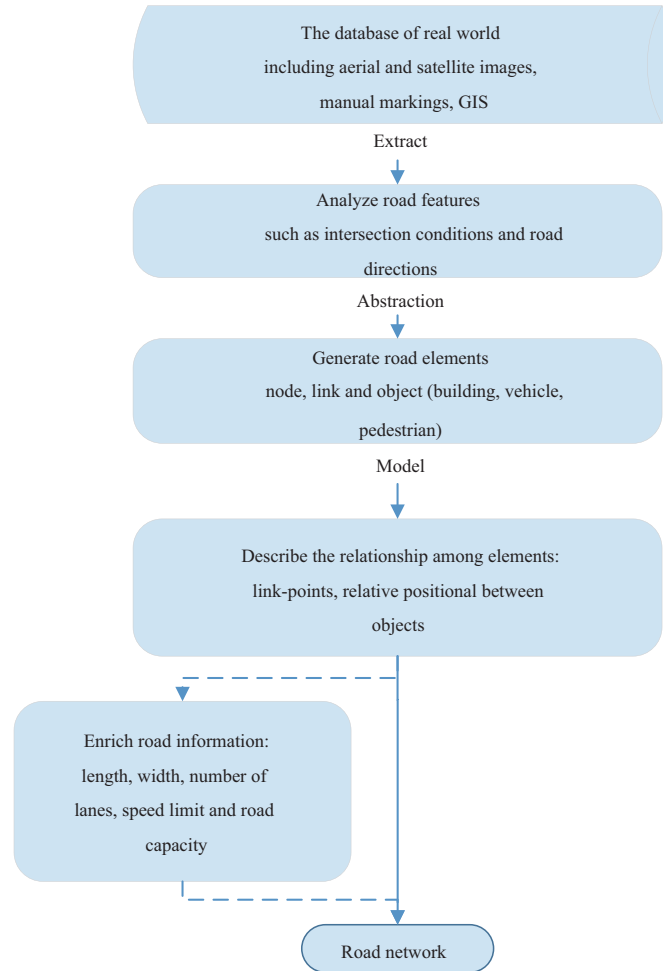 The database of real world
including aerial and satellite images,
manual markings, GIS
Extract
Analyze road features
such as intersection conditions and road
directions
Abstraction
Generate road elements
node, link and object (building, vehicle,
pedestrian)
Model
Describe the relationship among elements:
link-points, relative positional between
objects
Enrich road information:
length, width, number of
lanes, speed limit and road
capacity
Road network